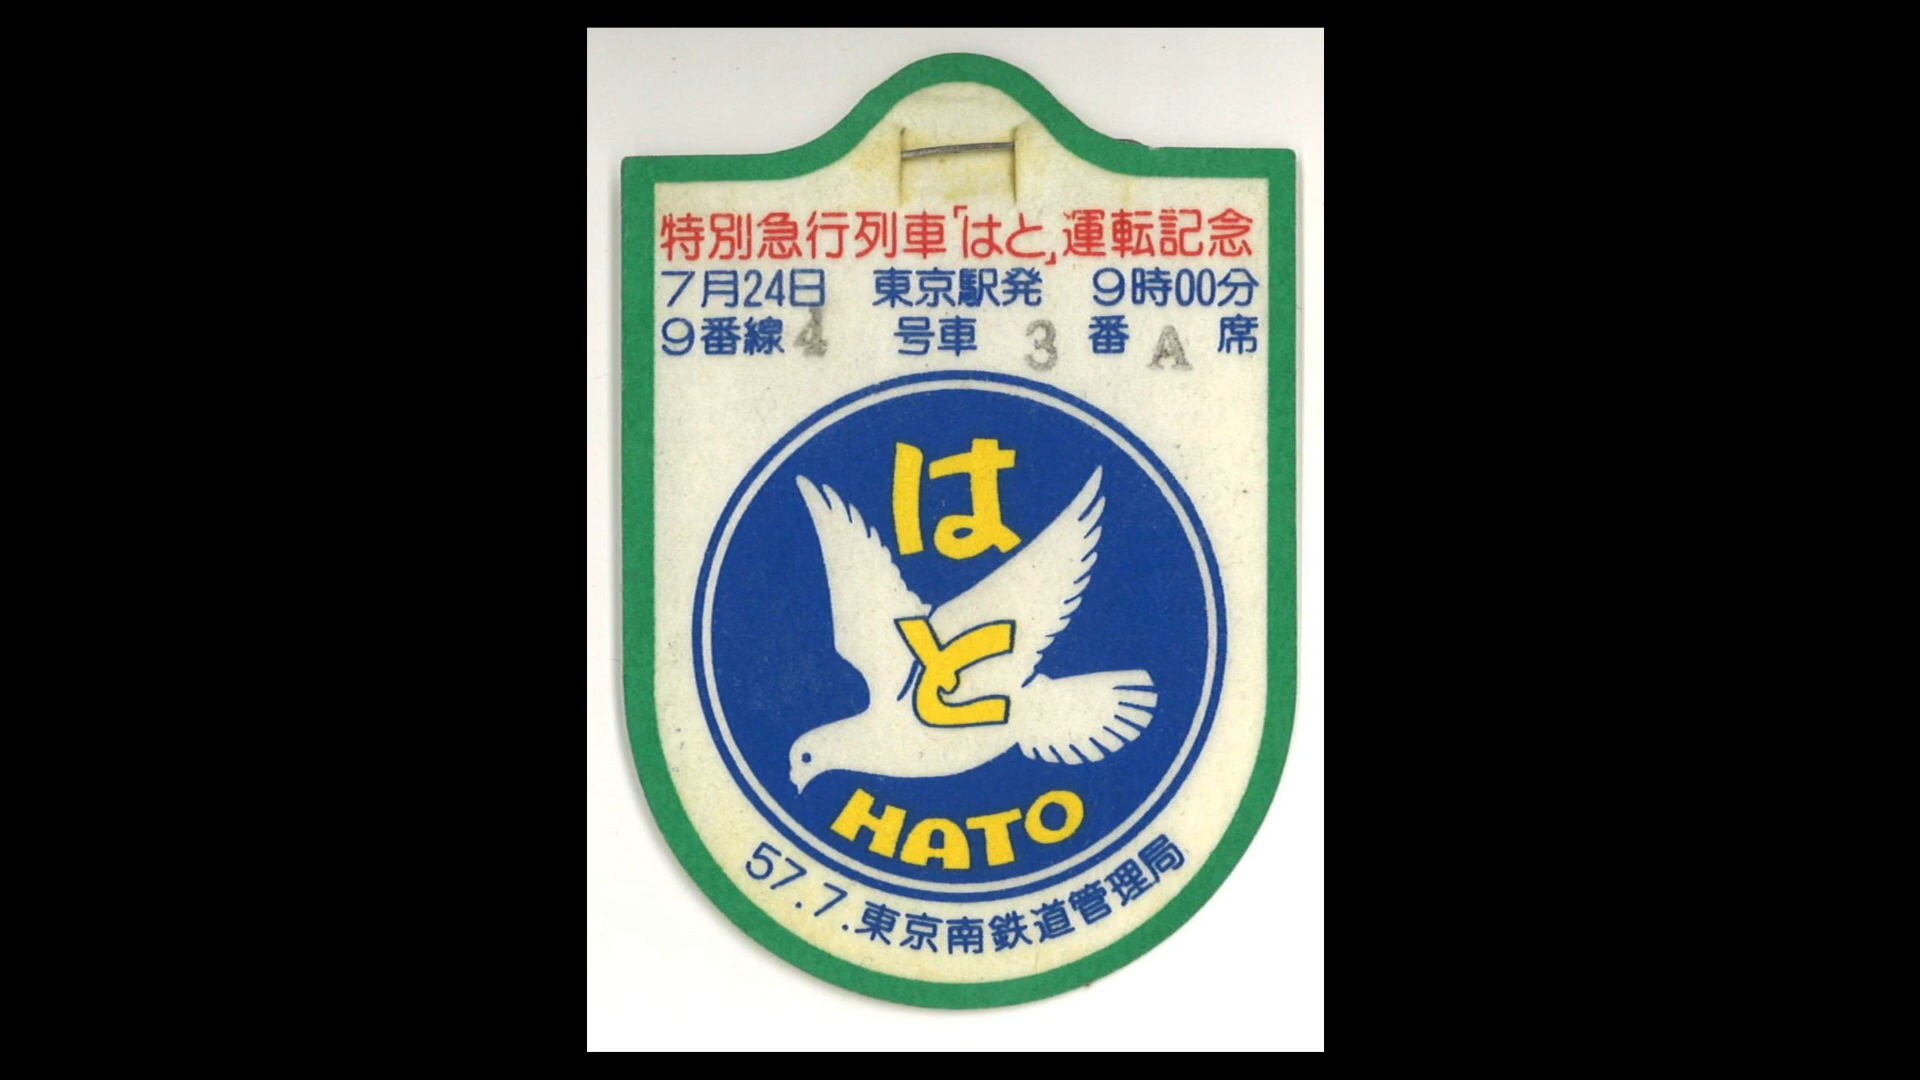 特別急行列車「はと」運転記念
7月24日 東京駅発 9時00分
9番線 4 号車 3 番 A 席
はと
HATO
57.7.東京南鉄道管理局